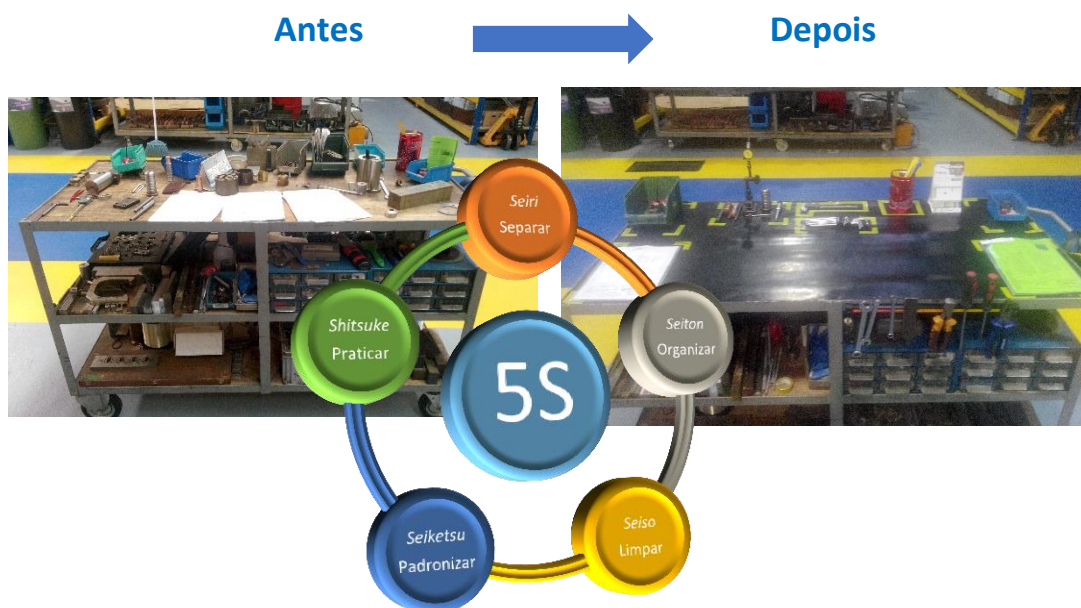 Antes
Depois
Seiri
Separar
Seiton
Organizar
Seiso
Limpar
Seiketsu
Padronizar
Shitsuke
Praticar
5S